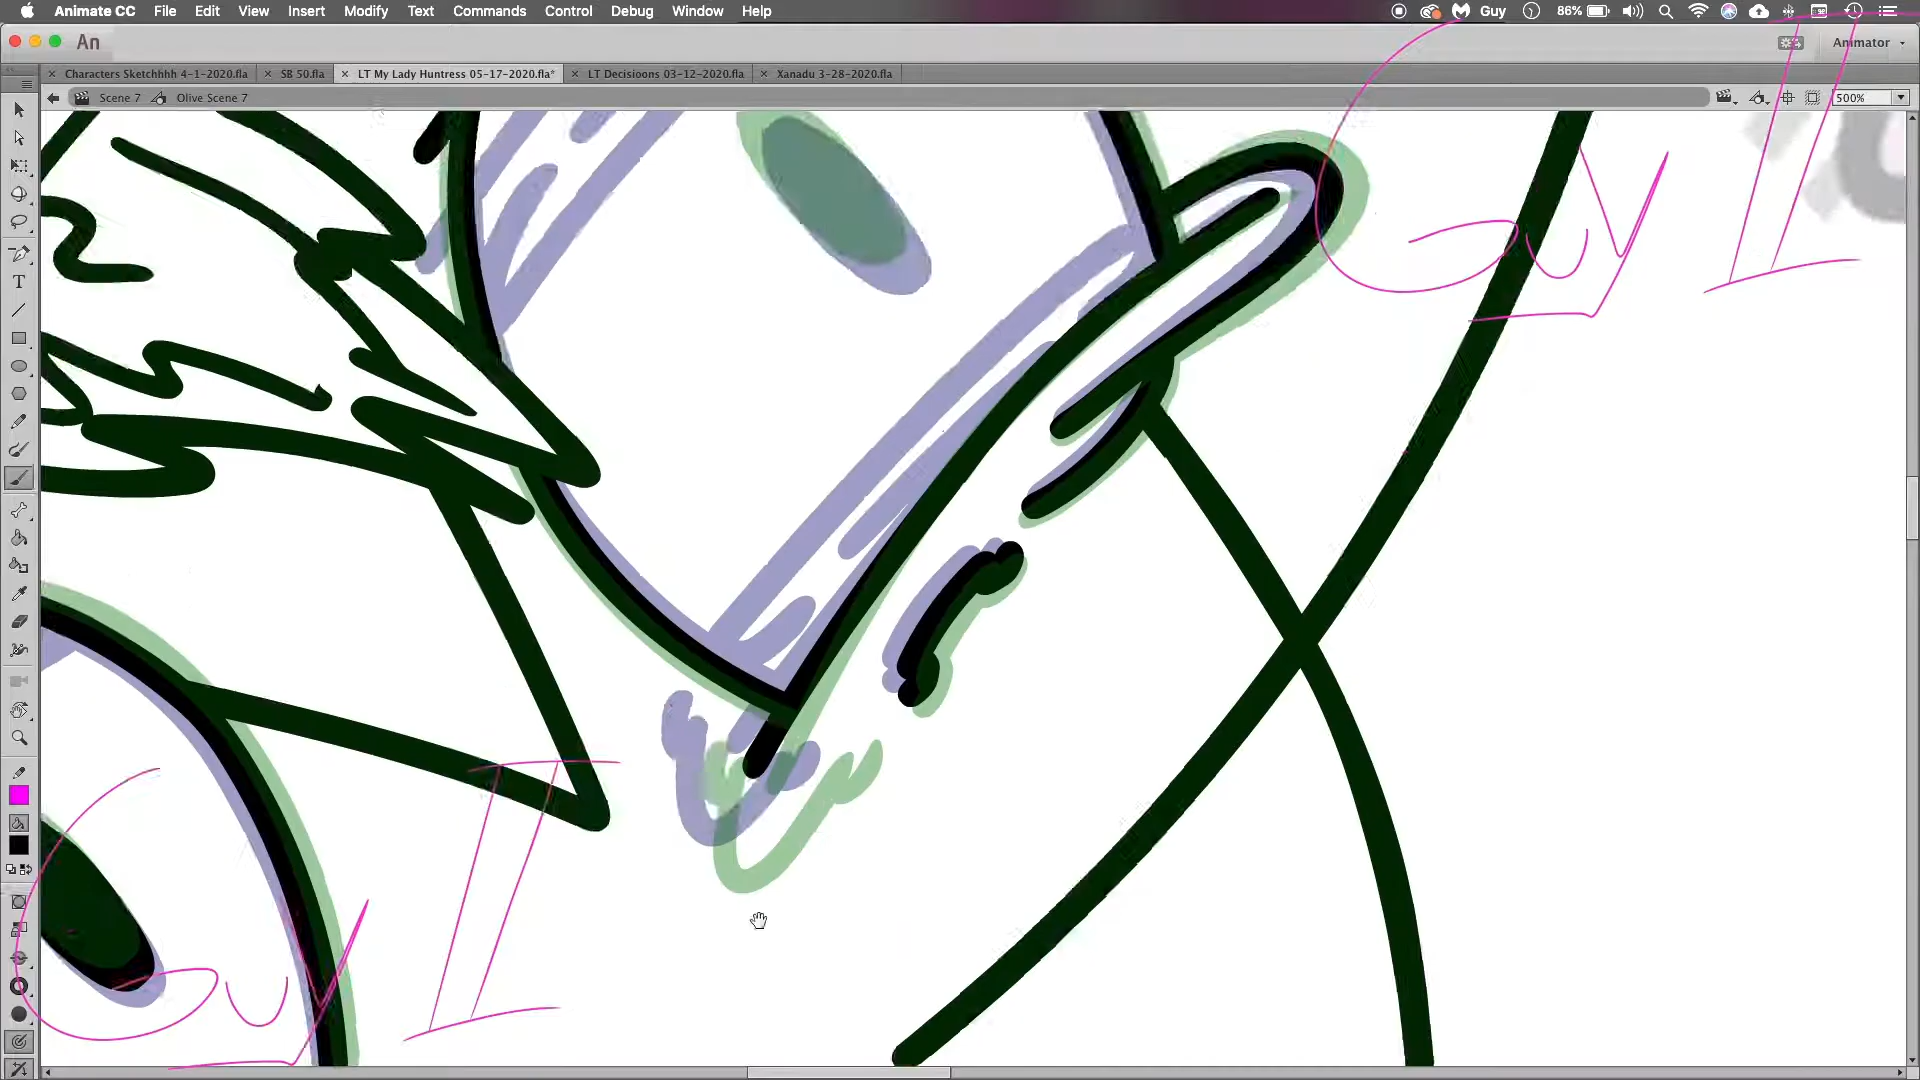 Animate CC File Edit View Insert Modify Text Commands Control Debug Window Help Guy 86%
An Animator
Characters Sketchhhh 4-1-2020.fla SB 50.fla LT My Lady Huntress 05-17-2020.fla* LT Decisioons 03-12-2020.fla Xanadu 3-28-2020.fla
Scene 7 Olive Scene 7 500%
Guy I
T
Guy I